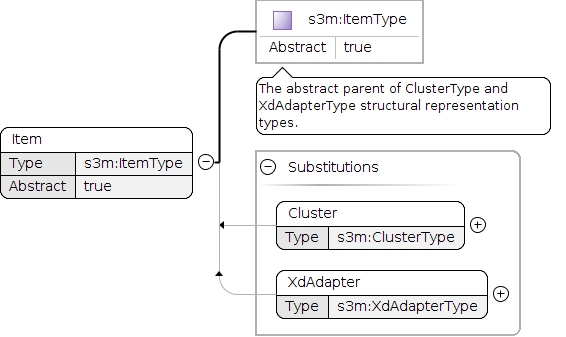 s3m:ItemType
Abstract true
The abstract parent of ClusterType and
XdAdapterType structural representation
types.
Item
Type s3m:ItemType
Abstract true
Substitutions
Cluster
Type s3m:ClusterType
XdAdapter
Type s3m:XdAdapterType